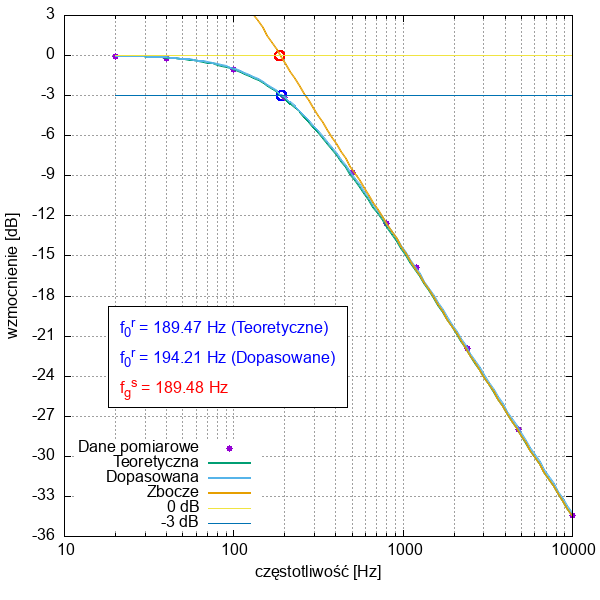 3
0
-3
-6
-9
-12
-15
-18
-21
-24
-27
-30
-33
-36
wzmocnienie [dB]
f0r = 189.47 Hz (Teoretyczne)
f0r = 194.21 Hz (Dopasowane)
fgs = 189.48 Hz
Dane pomiarowe
Teoretyczna
Dopasowana
Zbocze
0 dB
-3 dB
10 100 1000 10000
częstotliwość [Hz]